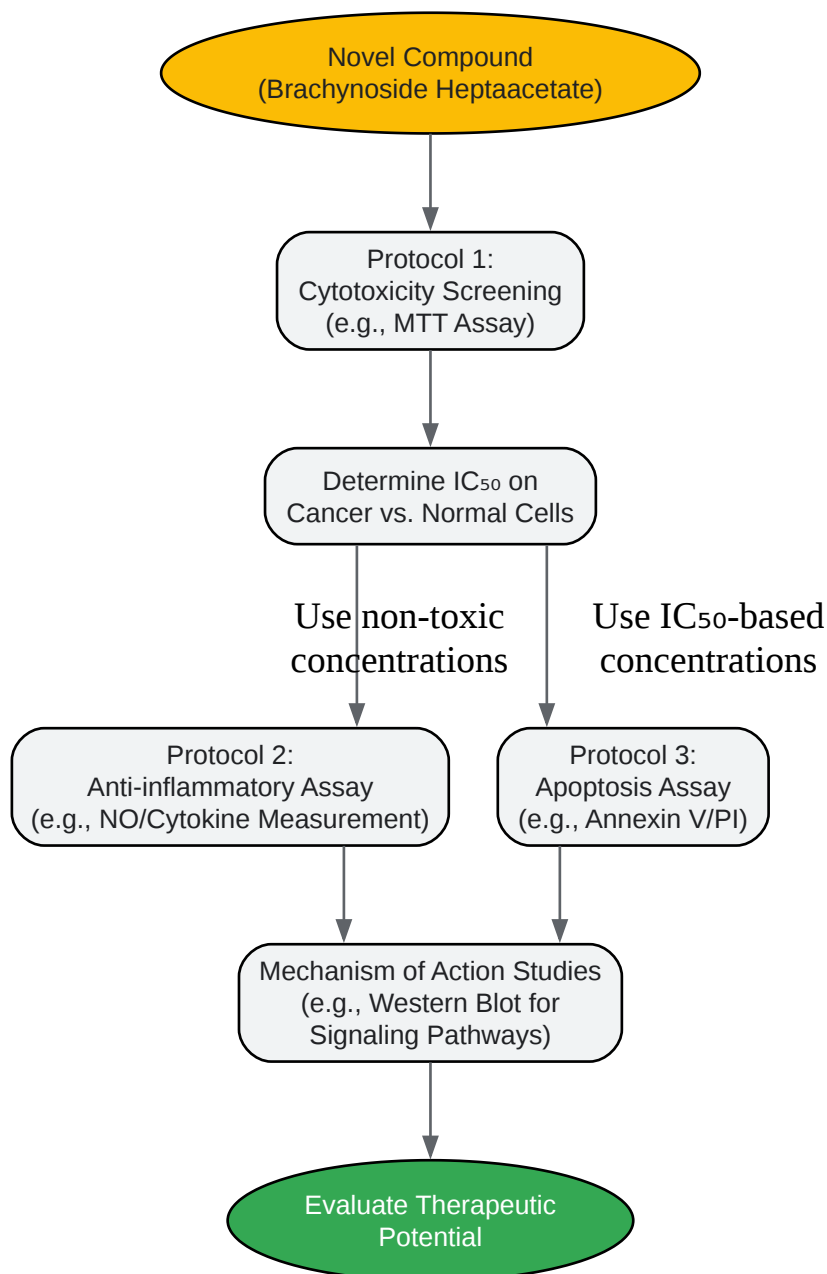 Novel Compound
(Brachynoside Heptaacetate)
Protocol 1:
Cytotoxicity Screening
(e.g., MTT Assay)
Determine IC₅₀ on
Cancer vs. Normal Cells
Use non-toxic
concentrations
Use IC₅₀-based
concentrations
Protocol 2:
Anti-inflammatory Assay
(e.g., NO/Cytokine Measurement)
Protocol 3:
Apoptosis Assay
(e.g., Annexin V/PI)
Mechanism of Action Studies
(e.g., Western Blot for
Signaling Pathways)
Evaluate Therapeutic
Potential